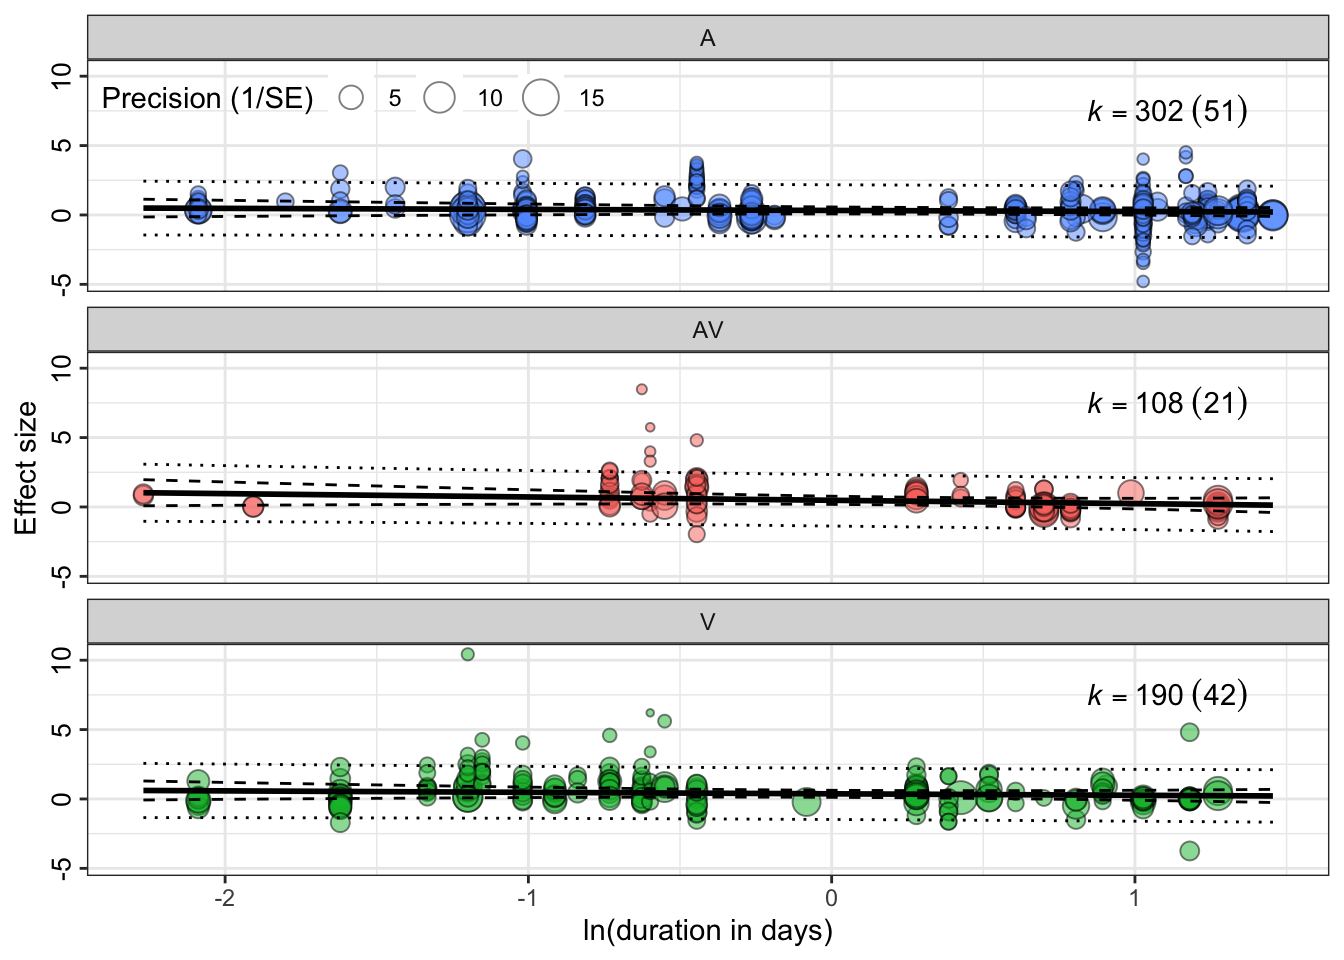 A
10
5
0
-5
Precision (1/SE) 5 10 15
k = 302 (51)
AV
10
5
0
-5
k = 108 (21)
Effect size
V
10
5
0
-5
k = 190 (42)
-2 -1 0 1
ln(duration in days)